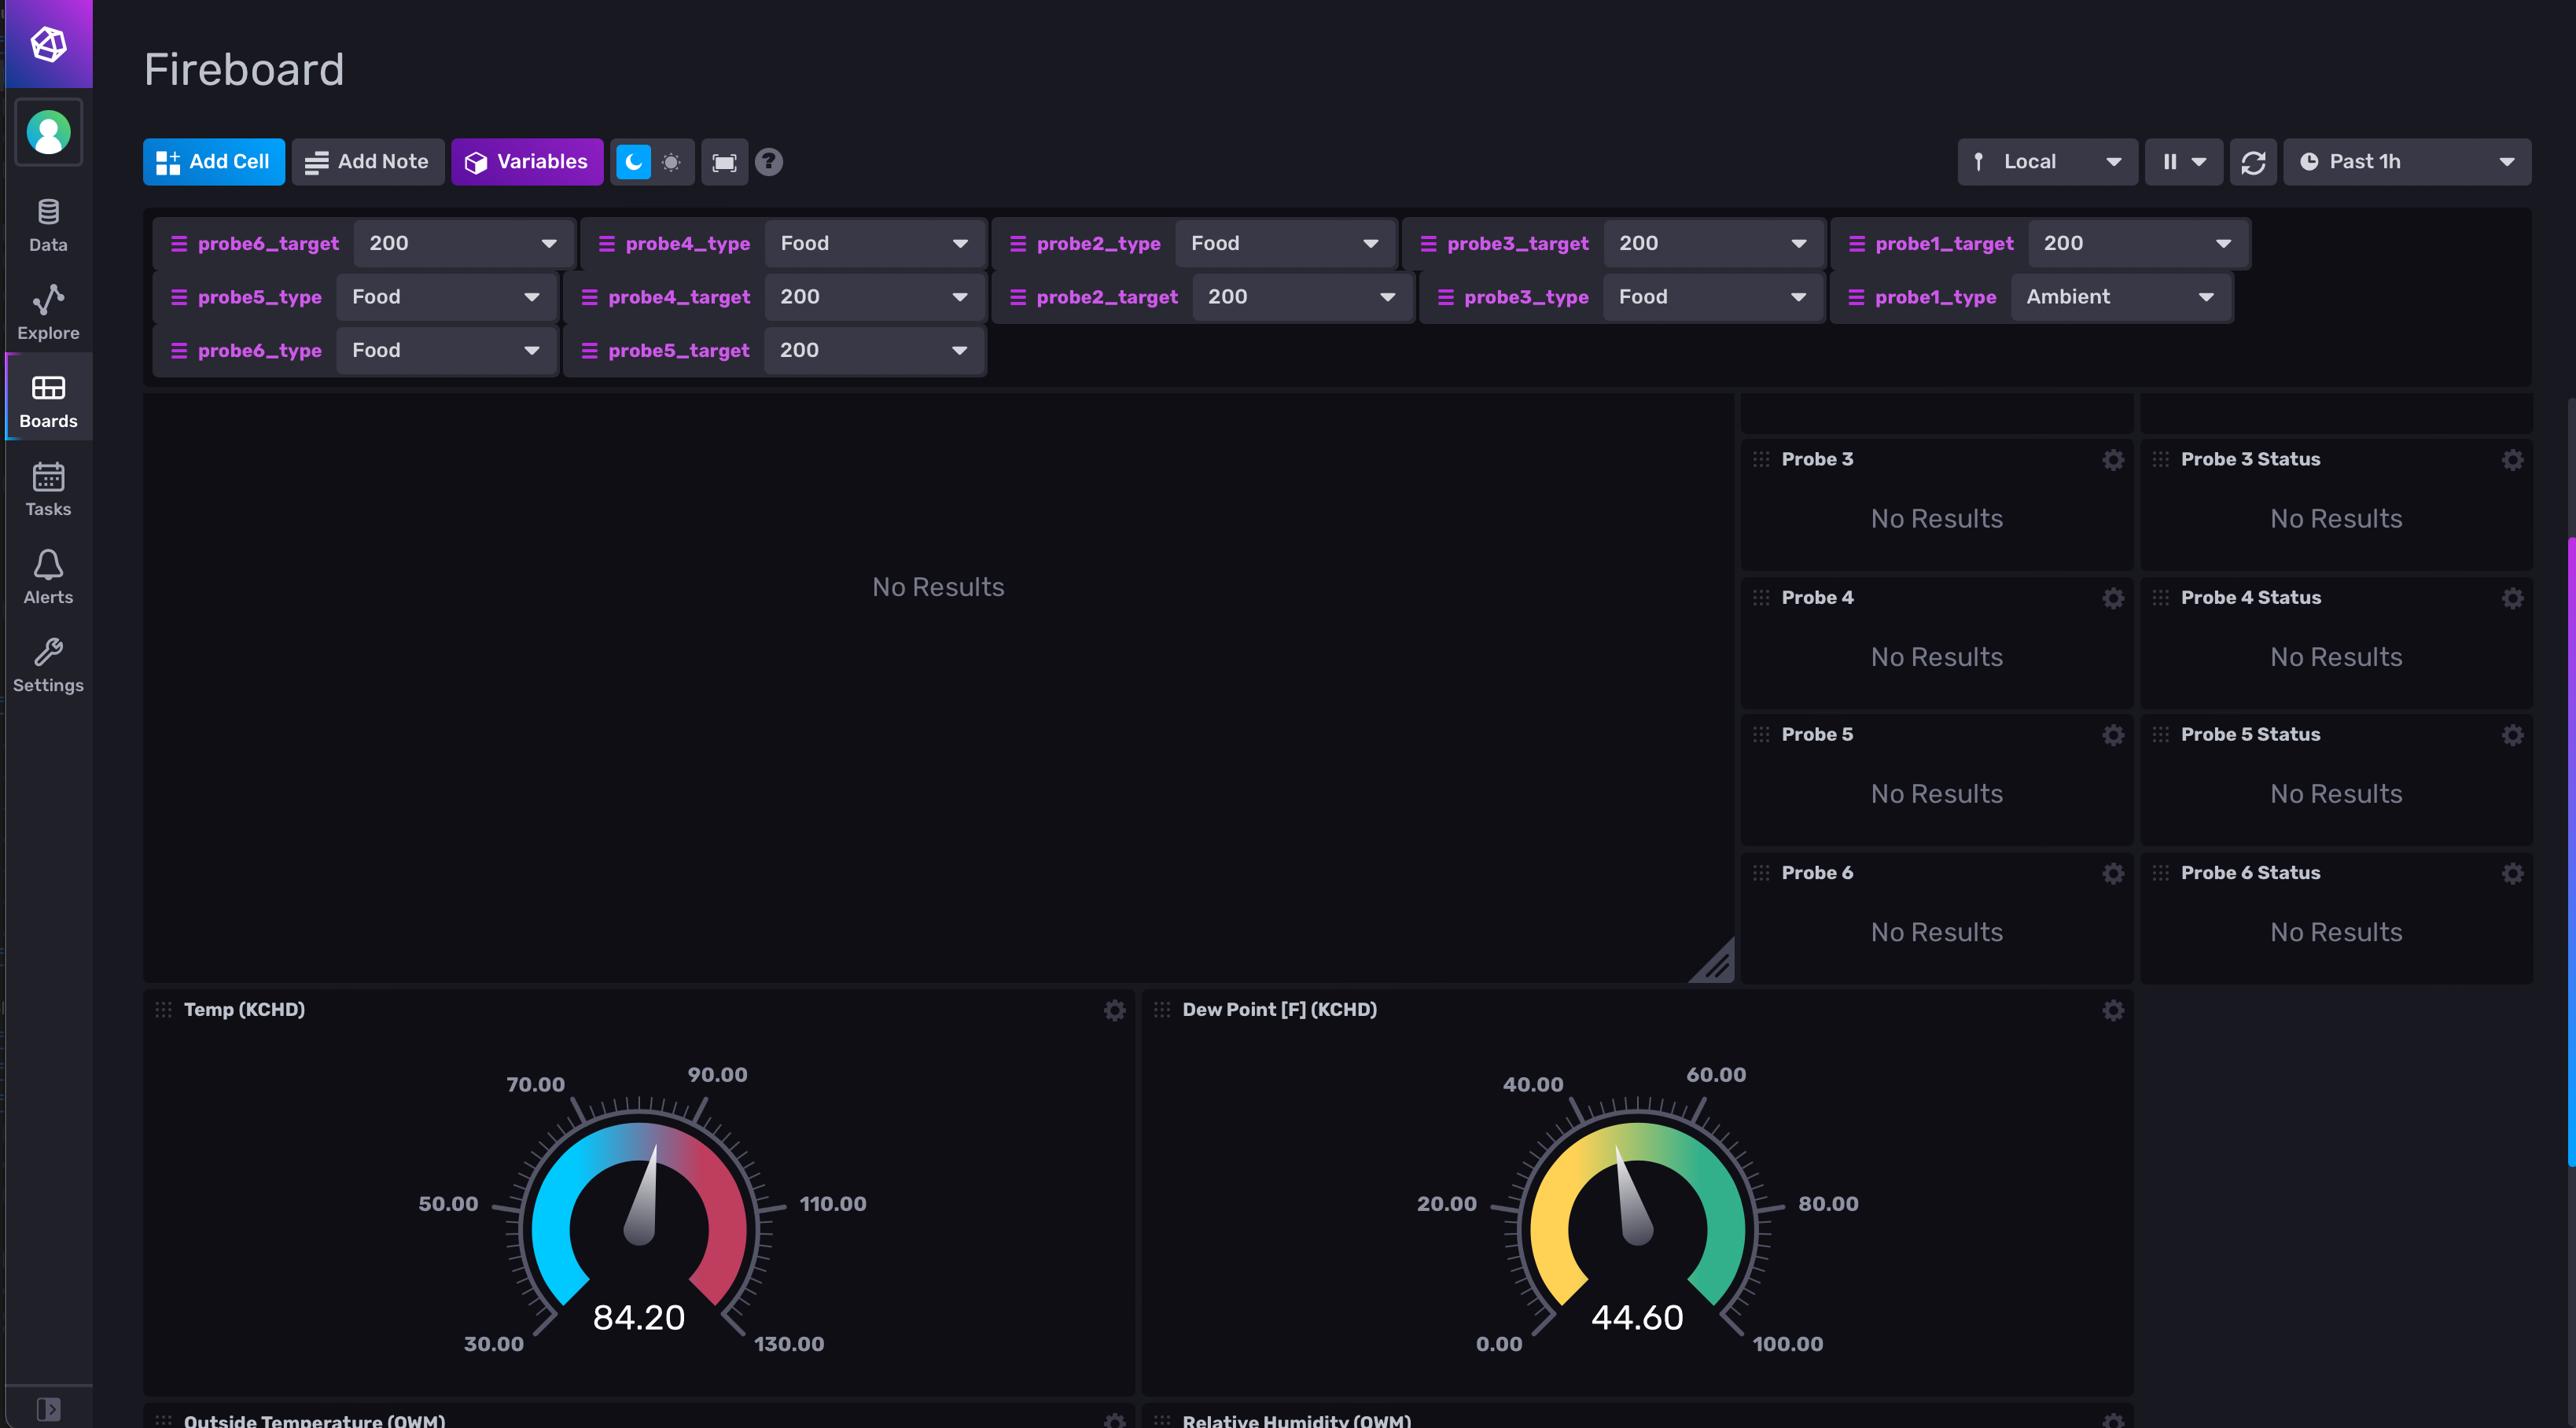 Fireboard
Add Cell
Add Note
Variables
?
Local
Past 1h
Data
Explore
Boards
Tasks
Alerts
Settings
probe6_target 200
probe4_type Food
probe2_type Food
probe3_target 200
probe1_target 200
probe5_type Food
probe4_target 200
probe2_target 200
probe3_type Food
probe1_type Ambient
probe6_type Food
probe5_target 200
No Results
Probe 3
No Results
Probe 3 Status
No Results
Probe 4
No Results
Probe 4 Status
No Results
Probe 5
No Results
Probe 5 Status
No Results
Probe 6
No Results
Probe 6 Status
No Results
Temp (KCHD)
70.00
90.00
50.00
110.00
84.20
30.00
130.00
Dew Point [F] (KCHD)
40.00
60.00
20.00
80.00
44.60
0.00
100.00
Outside Temperature (OWM)
Relative Humidity (OWM)